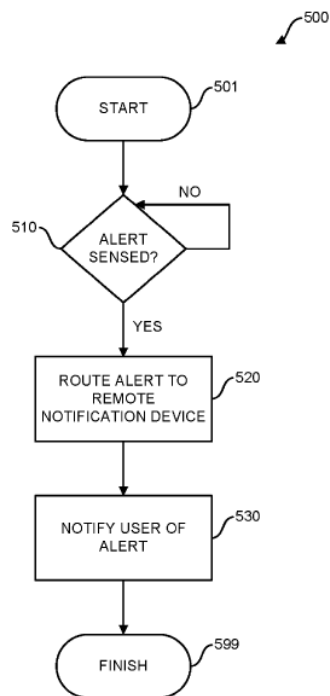 500
START
501
NO
510
ALERT
SENSED?
YES
ROUTE ALERT TO
REMOTE
NOTIFICATION DEVICE
520
NOTIFY USER OF
ALERT
530
FINISH
599